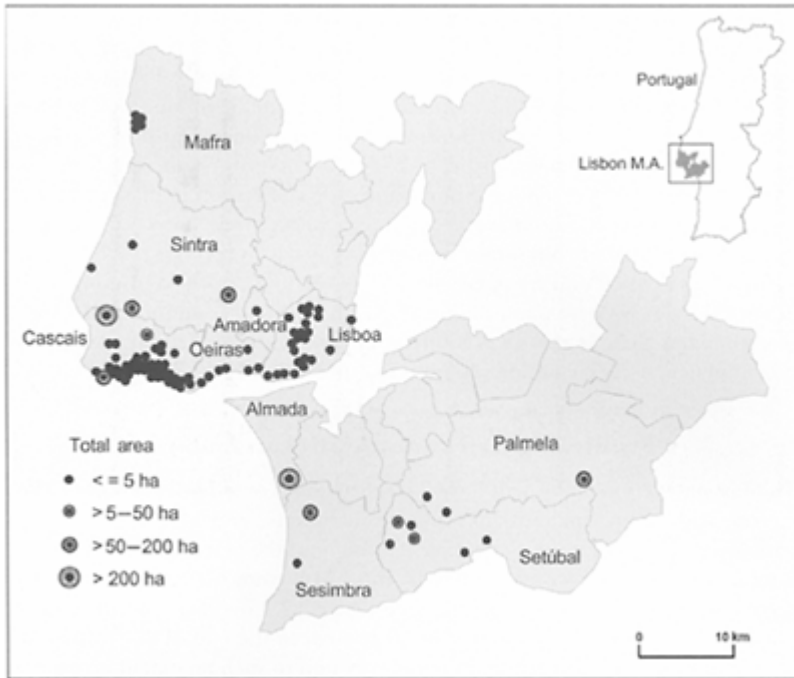 Portugal
Lisbon M.A.
Mafra
Sintra
Cascais
Amadora
Lisboa
Oeiras
Almada
Palmela
Sesimbra
Setúbal
Total area
< = 5 ha
> 5–50 ha
> 50–200 ha
> 200 ha
0 10 km